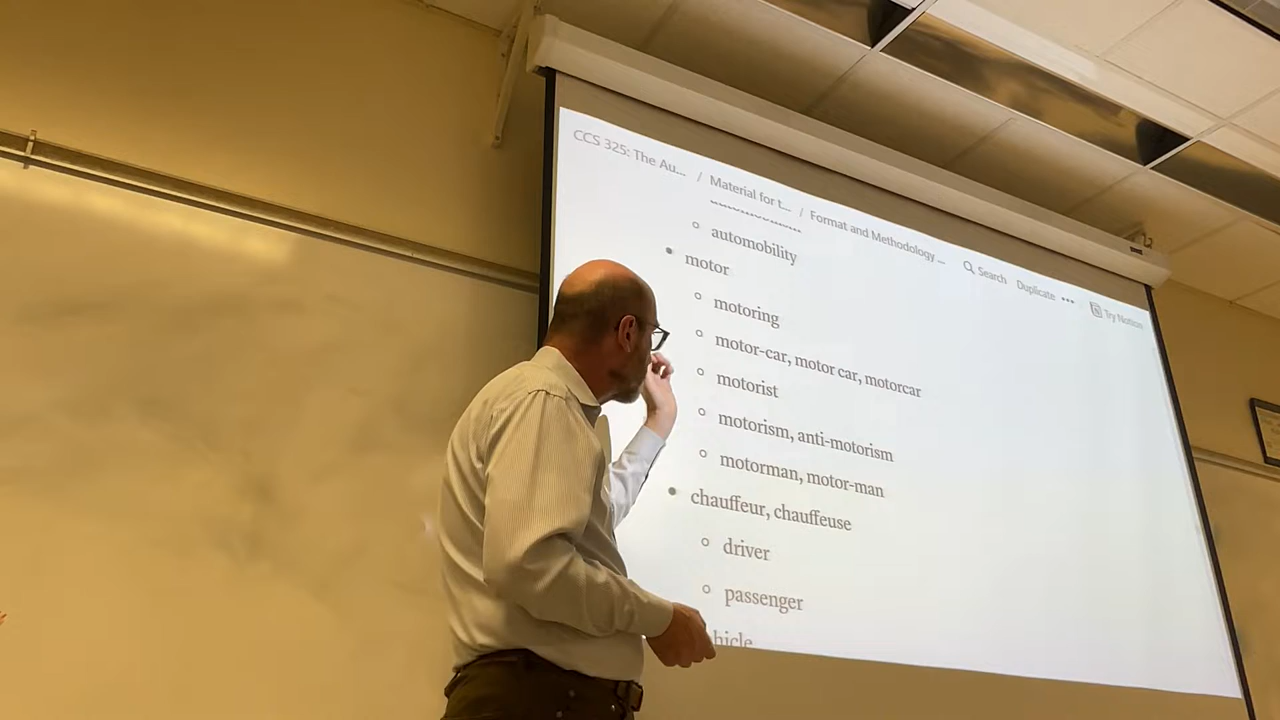 CCS 325: The Au... / Material for t... / Format and Methodology ... Search Duplicate ••• Try Notion
automobility
motor
motoring
motor-car, motor car, motorcar
motorist
motorism, anti-motorism
motorman, motor-man
chauffeur, chauffeuse
driver
passenger